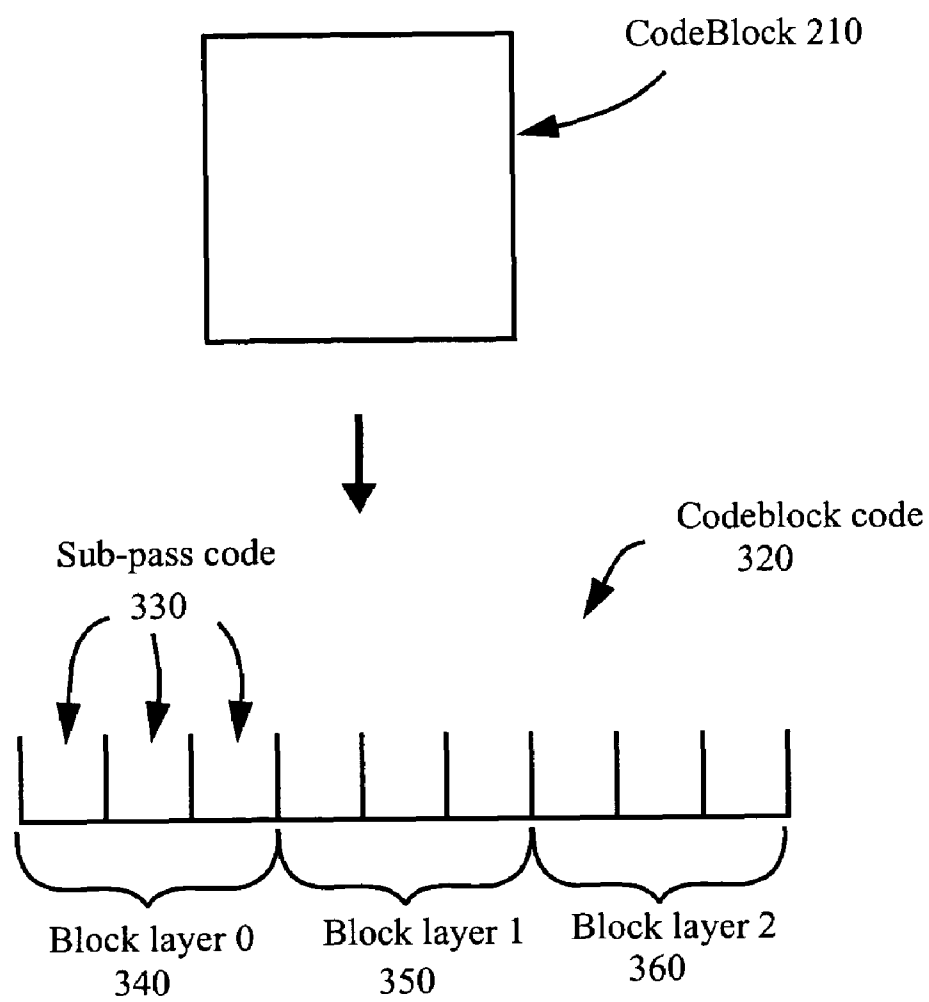 CodeBlock 210
Codeblock code
320
Sub-pass code
330
Block layer 0
340
Block layer 1
350
Block layer 2
360